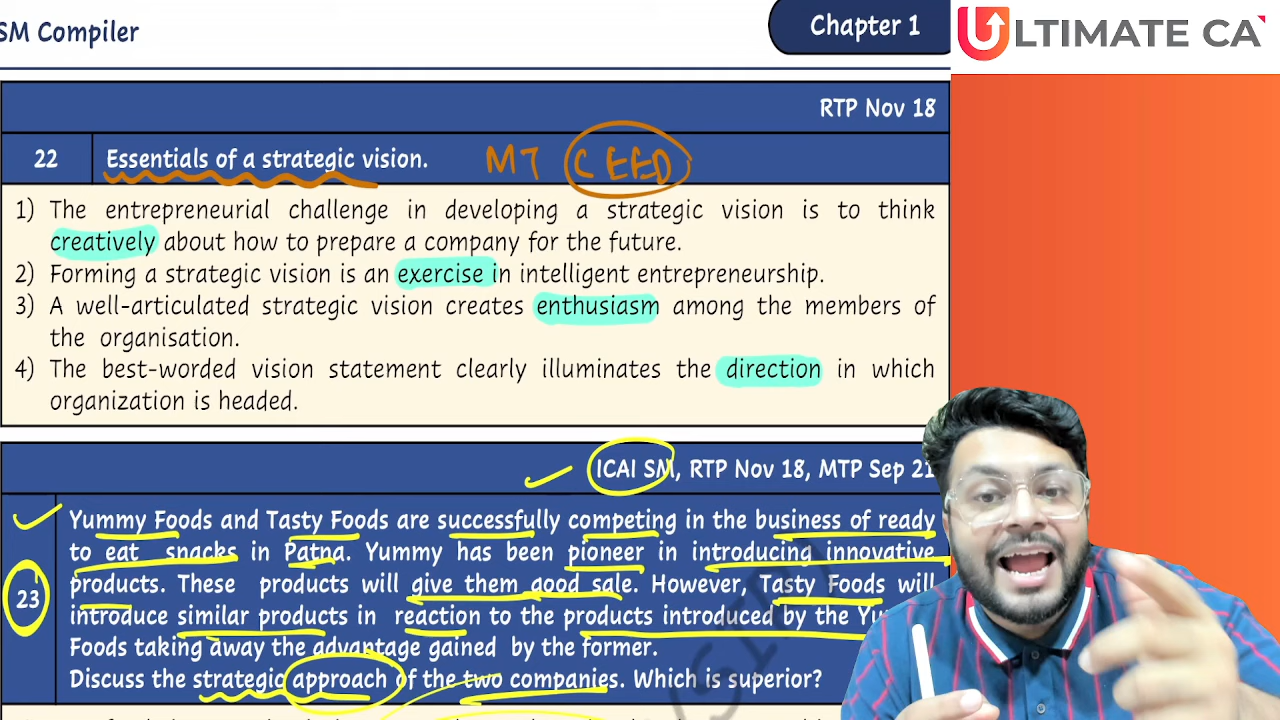 SM Compiler
Chapter 1
ULTIMATE CA
RTP Nov 18
22 Essentials of a strategic vision. MT CEED
1) The entrepreneurial challenge in developing a strategic vision is to think
creatively about how to prepare a company for the future.
2) Forming a strategic vision is an exercise in intelligent entrepreneurship.
3) A well-articulated strategic vision creates enthusiasm among the members of
the organisation.
4) The best-worded vision statement clearly illuminates the direction in which
organization is headed.
ICAI SM, RTP Nov 18, MTP Sep 21
23 Yummy Foods and Tasty Foods are successfully competing in the business of ready
to eat snacks in Patna. Yummy has been pioneer in introducing innovative
products. These products will give them good sale. However, Tasty Foods will
introduce similar products in reaction to the products introduced by the
Foods taking away the advantage gained by the former.
Discuss the strategic approach of the two companies. Which is superior?